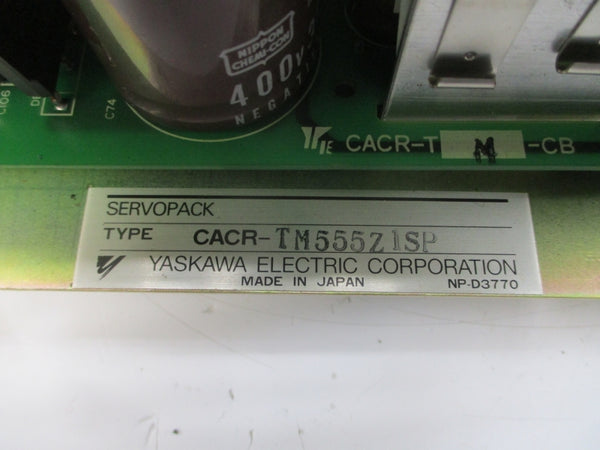 NIPPON
CHEMI-CON
400V
NEGATI
C106
C74
CACR-T M -CB
SERVOPACK
TYPE CACR-TM555Z1SP
YASKAWA ELECTRIC CORPORATION
MADE IN JAPAN NP-D3770